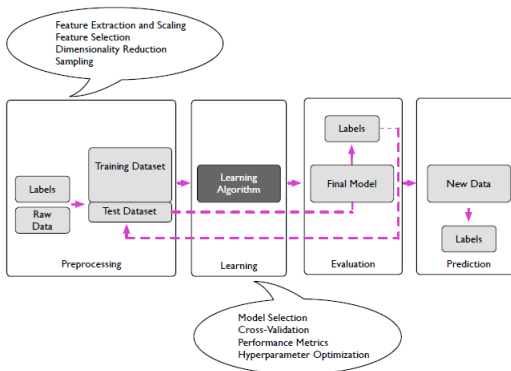 Feature Extraction and Scaling
Feature Selection
Dimensionality Reduction
Sampling
Labels
Raw
Data
Training Dataset
Test Dataset
Preprocessing
Learning
Algorithm
Learning
Labels
Final Model
Evaluation
New Data
Labels
Prediction
Model Selection
Cross-Validation
Performance Metrics
Hyperparameter Optimization